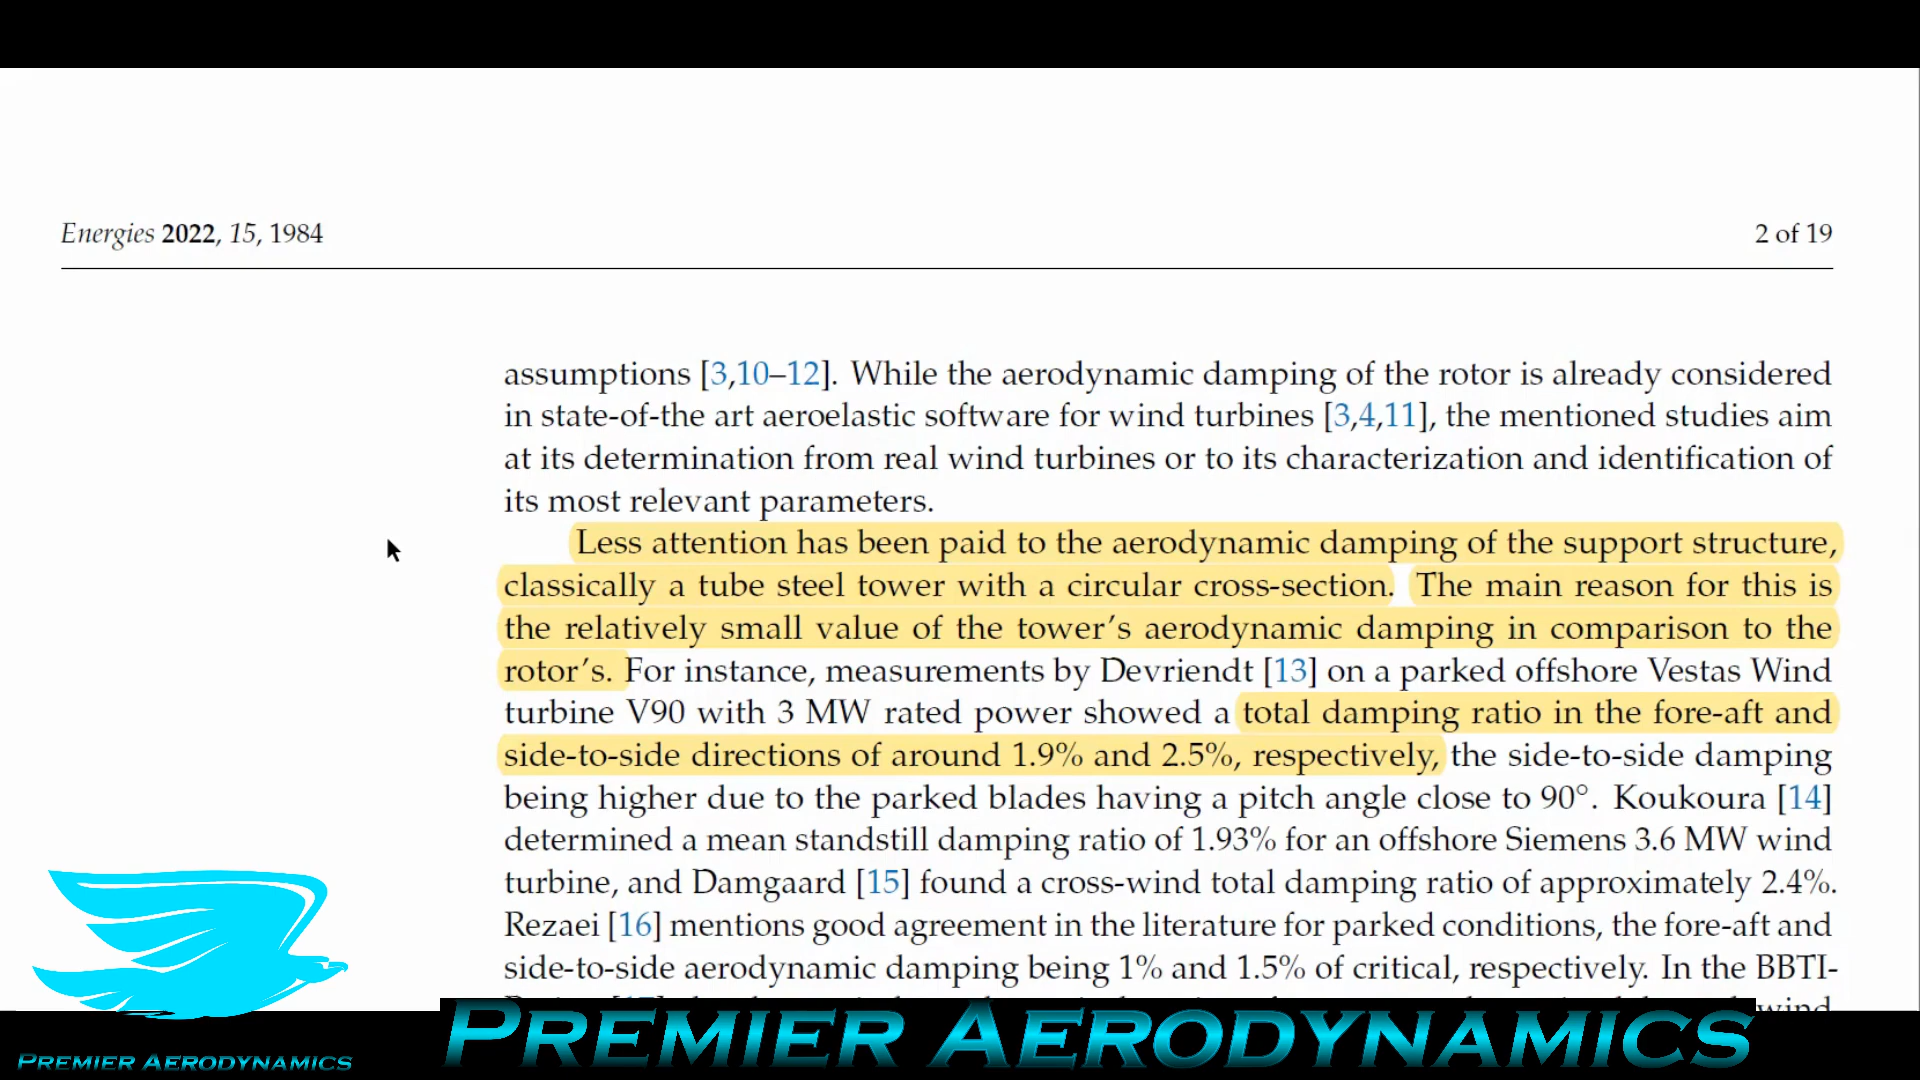 Energies 2022, 15, 1984
2 of 19
assumptions [3,10–12]. While the aerodynamic damping of the rotor is already considered
in state-of-the art aeroelastic software for wind turbines [3,4,11], the mentioned studies aim
at its determination from real wind turbines or to its characterization and identification of
its most relevant parameters.
Less attention has been paid to the aerodynamic damping of the support structure,
classically a tube steel tower with a circular cross-section. The main reason for this is
the relatively small value of the tower's aerodynamic damping in comparison to the
rotor's. For instance, measurements by Devriendt [13] on a parked offshore Vestas Wind
turbine V90 with 3 MW rated power showed a total damping ratio in the fore-aft and
side-to-side directions of around 1.9% and 2.5%, respectively, the side-to-side damping
being higher due to the parked blades having a pitch angle close to 90°. Koukoura [14]
determined a mean standstill damping ratio of 1.93% for an offshore Siemens 3.6 MW wind
turbine, and Damgaard [15] found a cross-wind total damping ratio of approximately 2.4%.
Rezaei [16] mentions good agreement in the literature for parked conditions, the fore-aft and
side-to-side aerodynamic damping being 1% and 1.5% of critical, respectively. In the BBTI-
wind
PREMIER AERODYNAMICS
PREMIER AERODYNAMICS